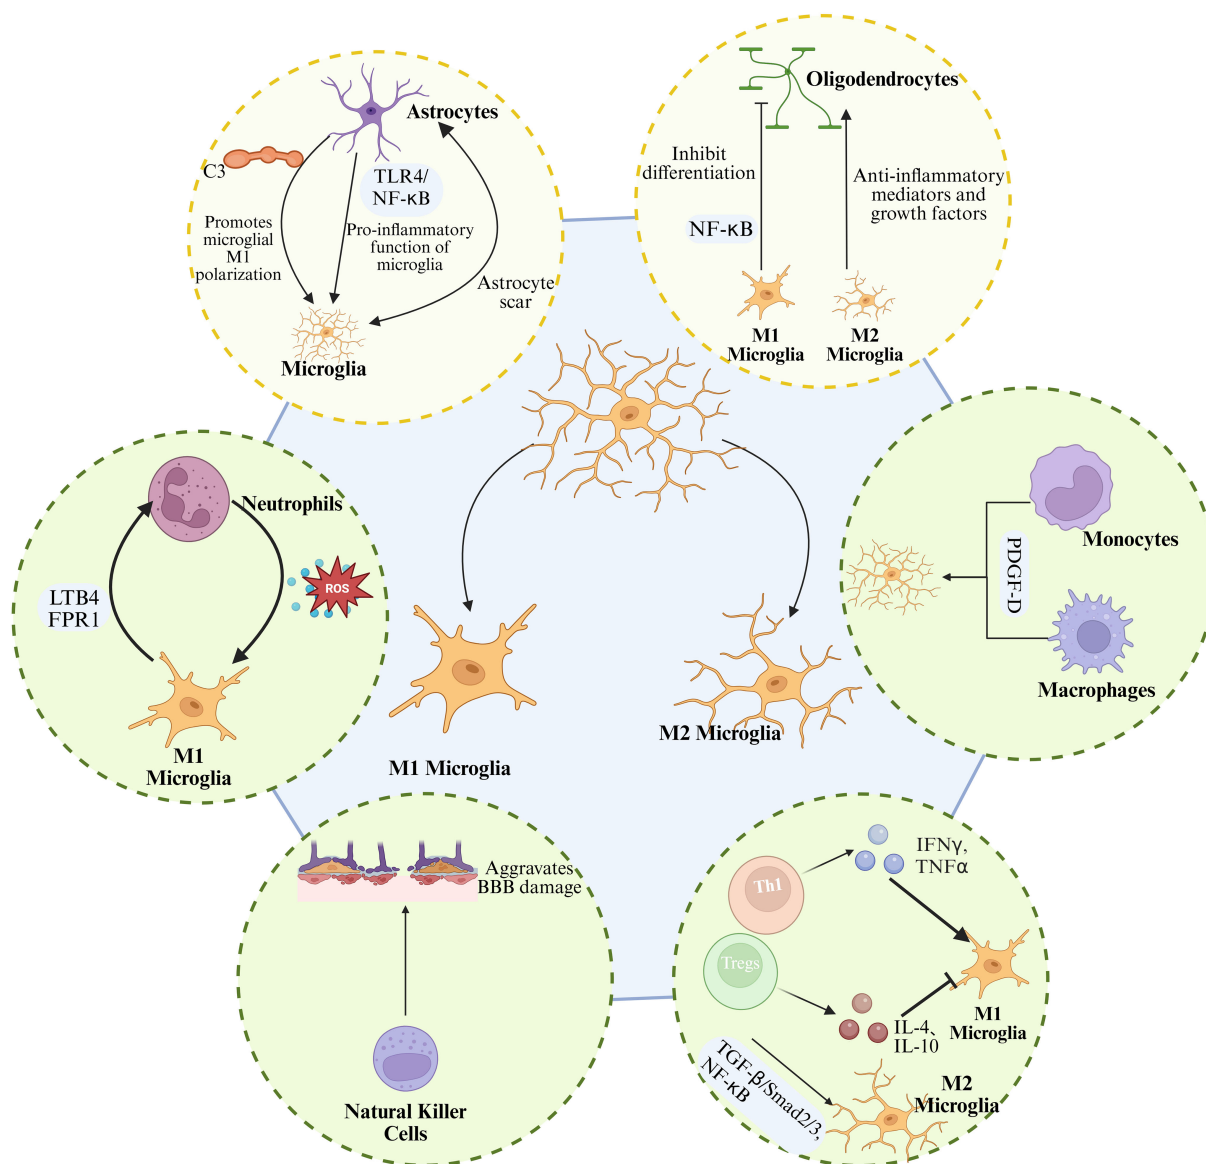 Astrocytes
C3
TLR4/
NF-κB
Promotes
microglial
M1
polarization
Pro-inflammatory
function of
microglia
Astrocyte
scar
Microglia
Oligodendrocytes
Inhibit
differentiation
NF-κB
Anti-inflammatory
mediators and
growth factors
M1
Microglia
M2
Microglia
Neutrophils
LTB4
FPR1
ROS
M1
Microglia
M1 Microglia
M2 Microglia
Monocytes
PDGF-D
Macrophages
Aggravates
BBB damage
Natural Killer
Cells
Th1
IFNγ,
TNFα
Tregs
IL-4、
IL-10
M1
Microglia
TGF-β/Smad2/3,
NF-κB
M2
Microglia